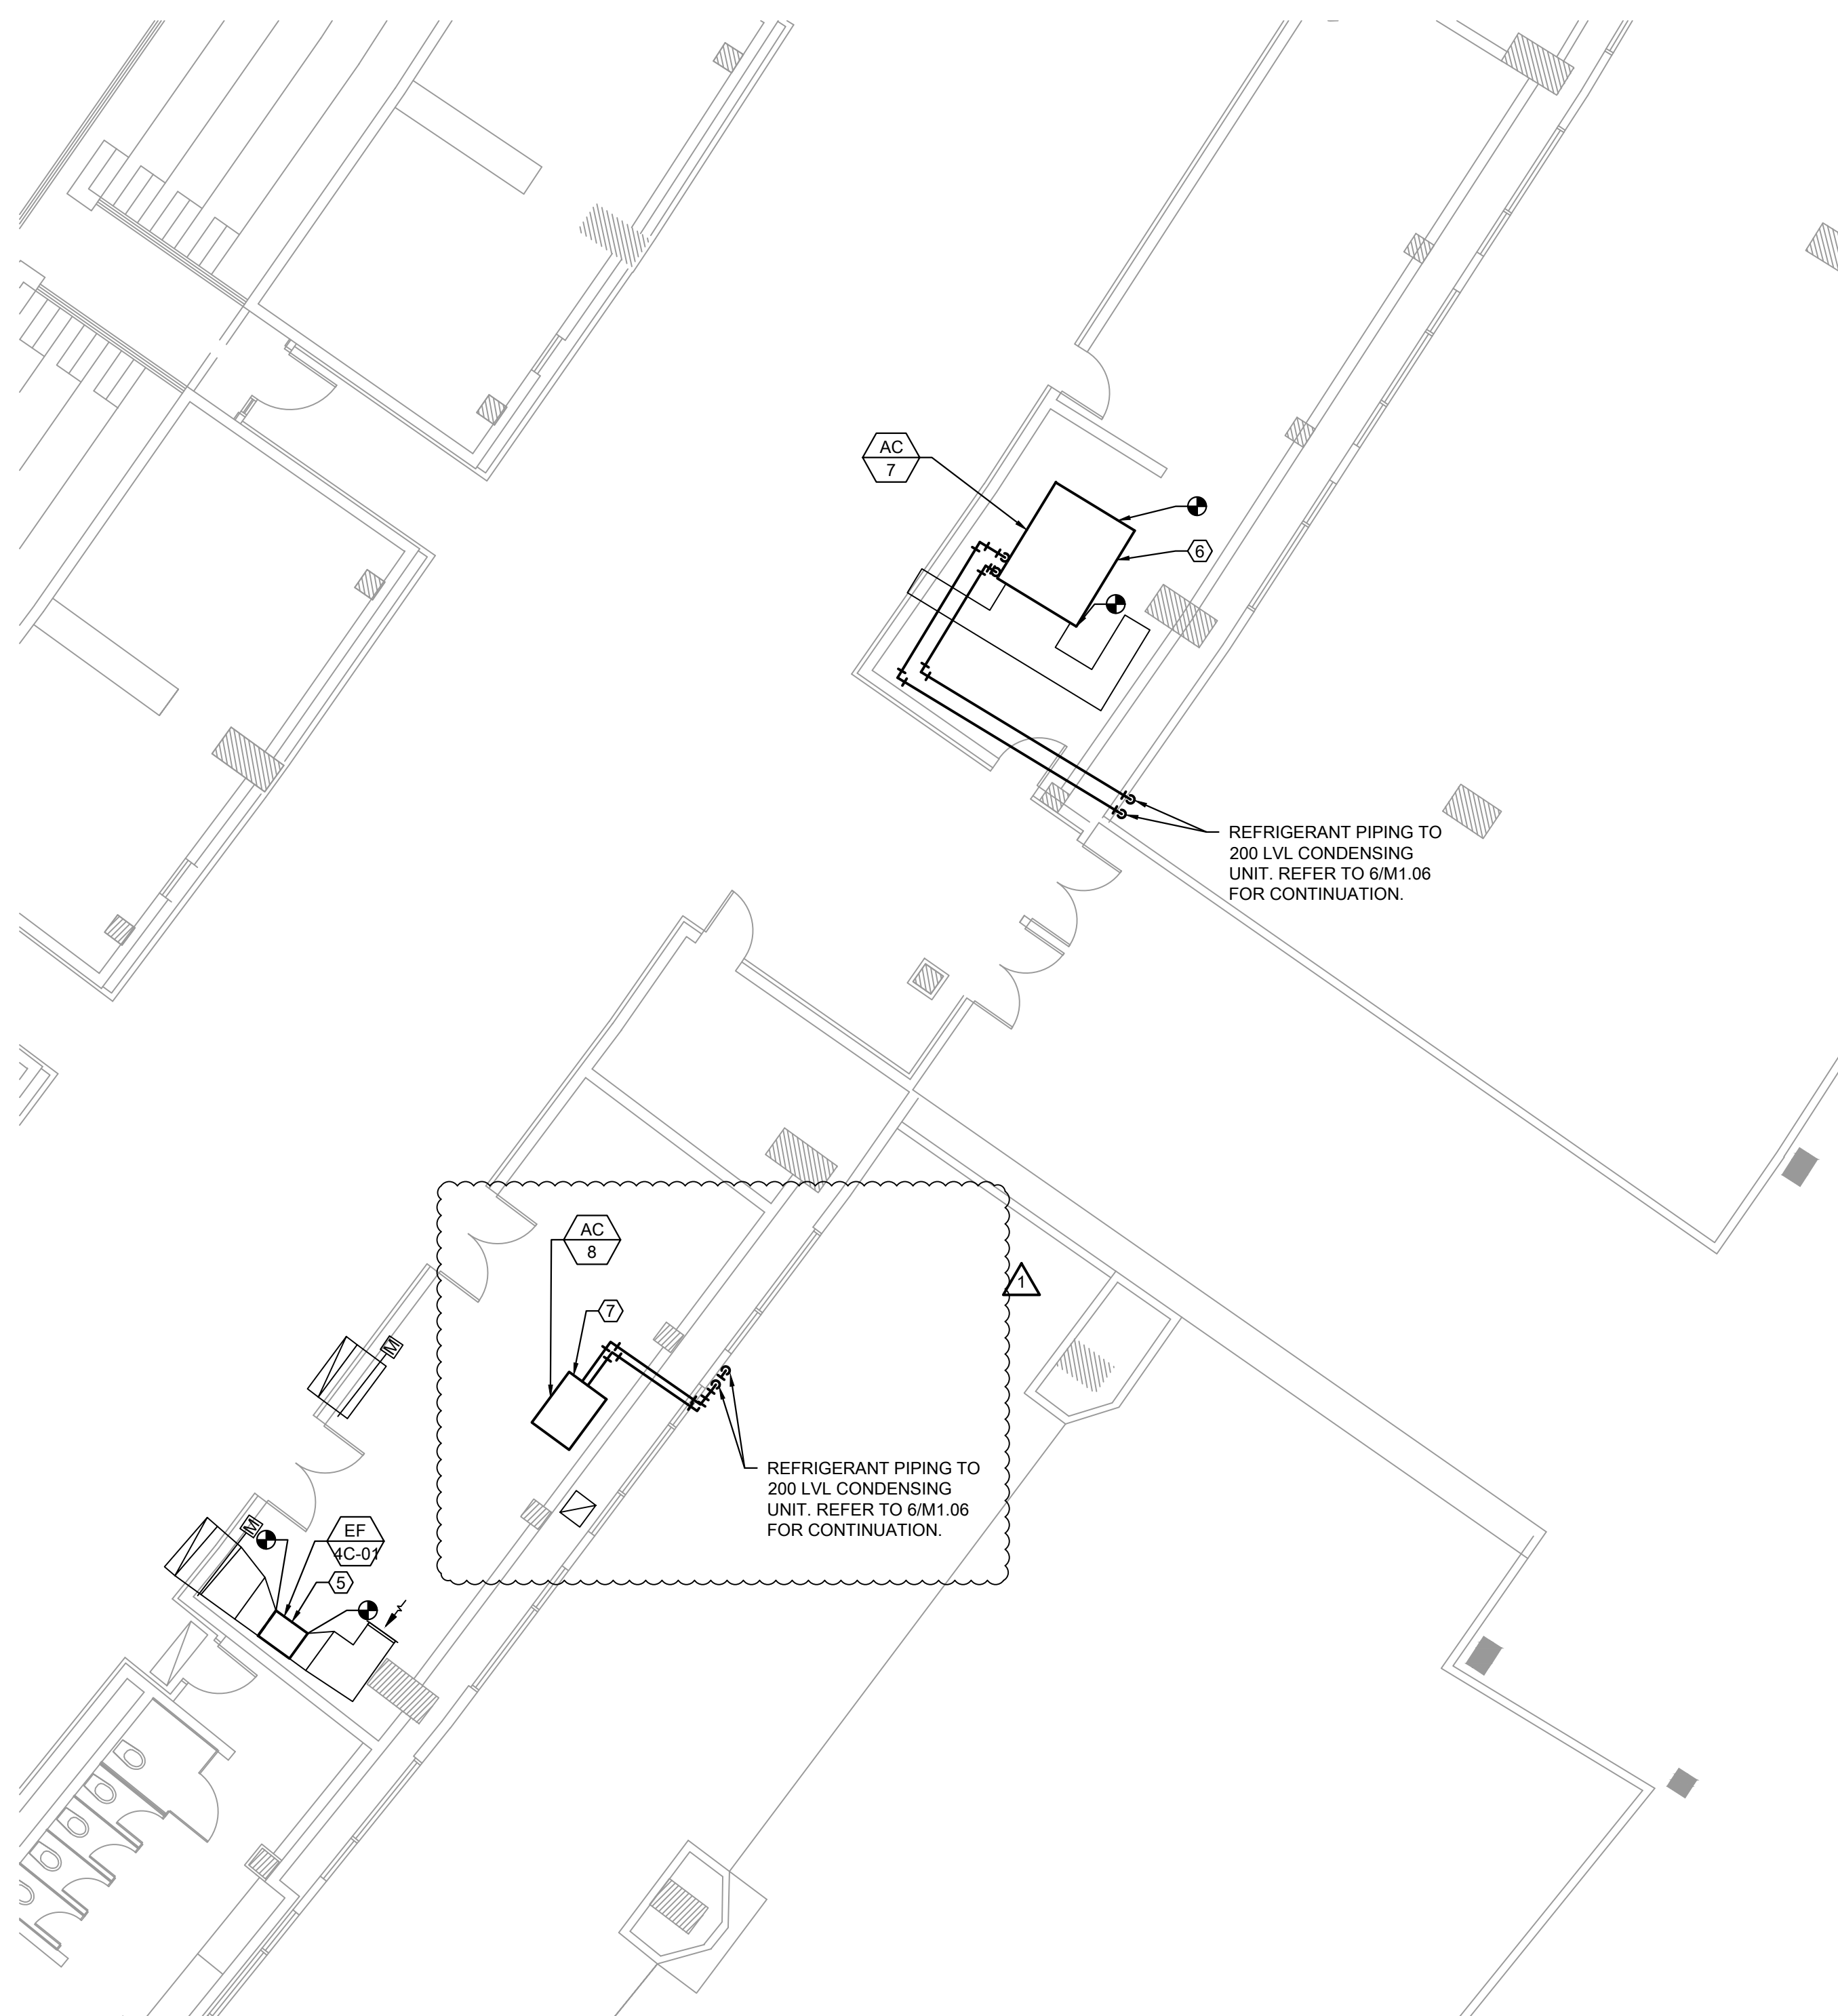 AC
7
6
REFRIGERANT PIPING TO
200 LVL CONDENSING
UNIT. REFER TO 6/M1.06
FOR CONTINUATION.
AC
8
1
7
M
REFRIGERANT PIPING TO
200 LVL CONDENSING
UNIT. REFER TO 6/M1.06
FOR CONTINUATION.
M
EF
4C-01
5